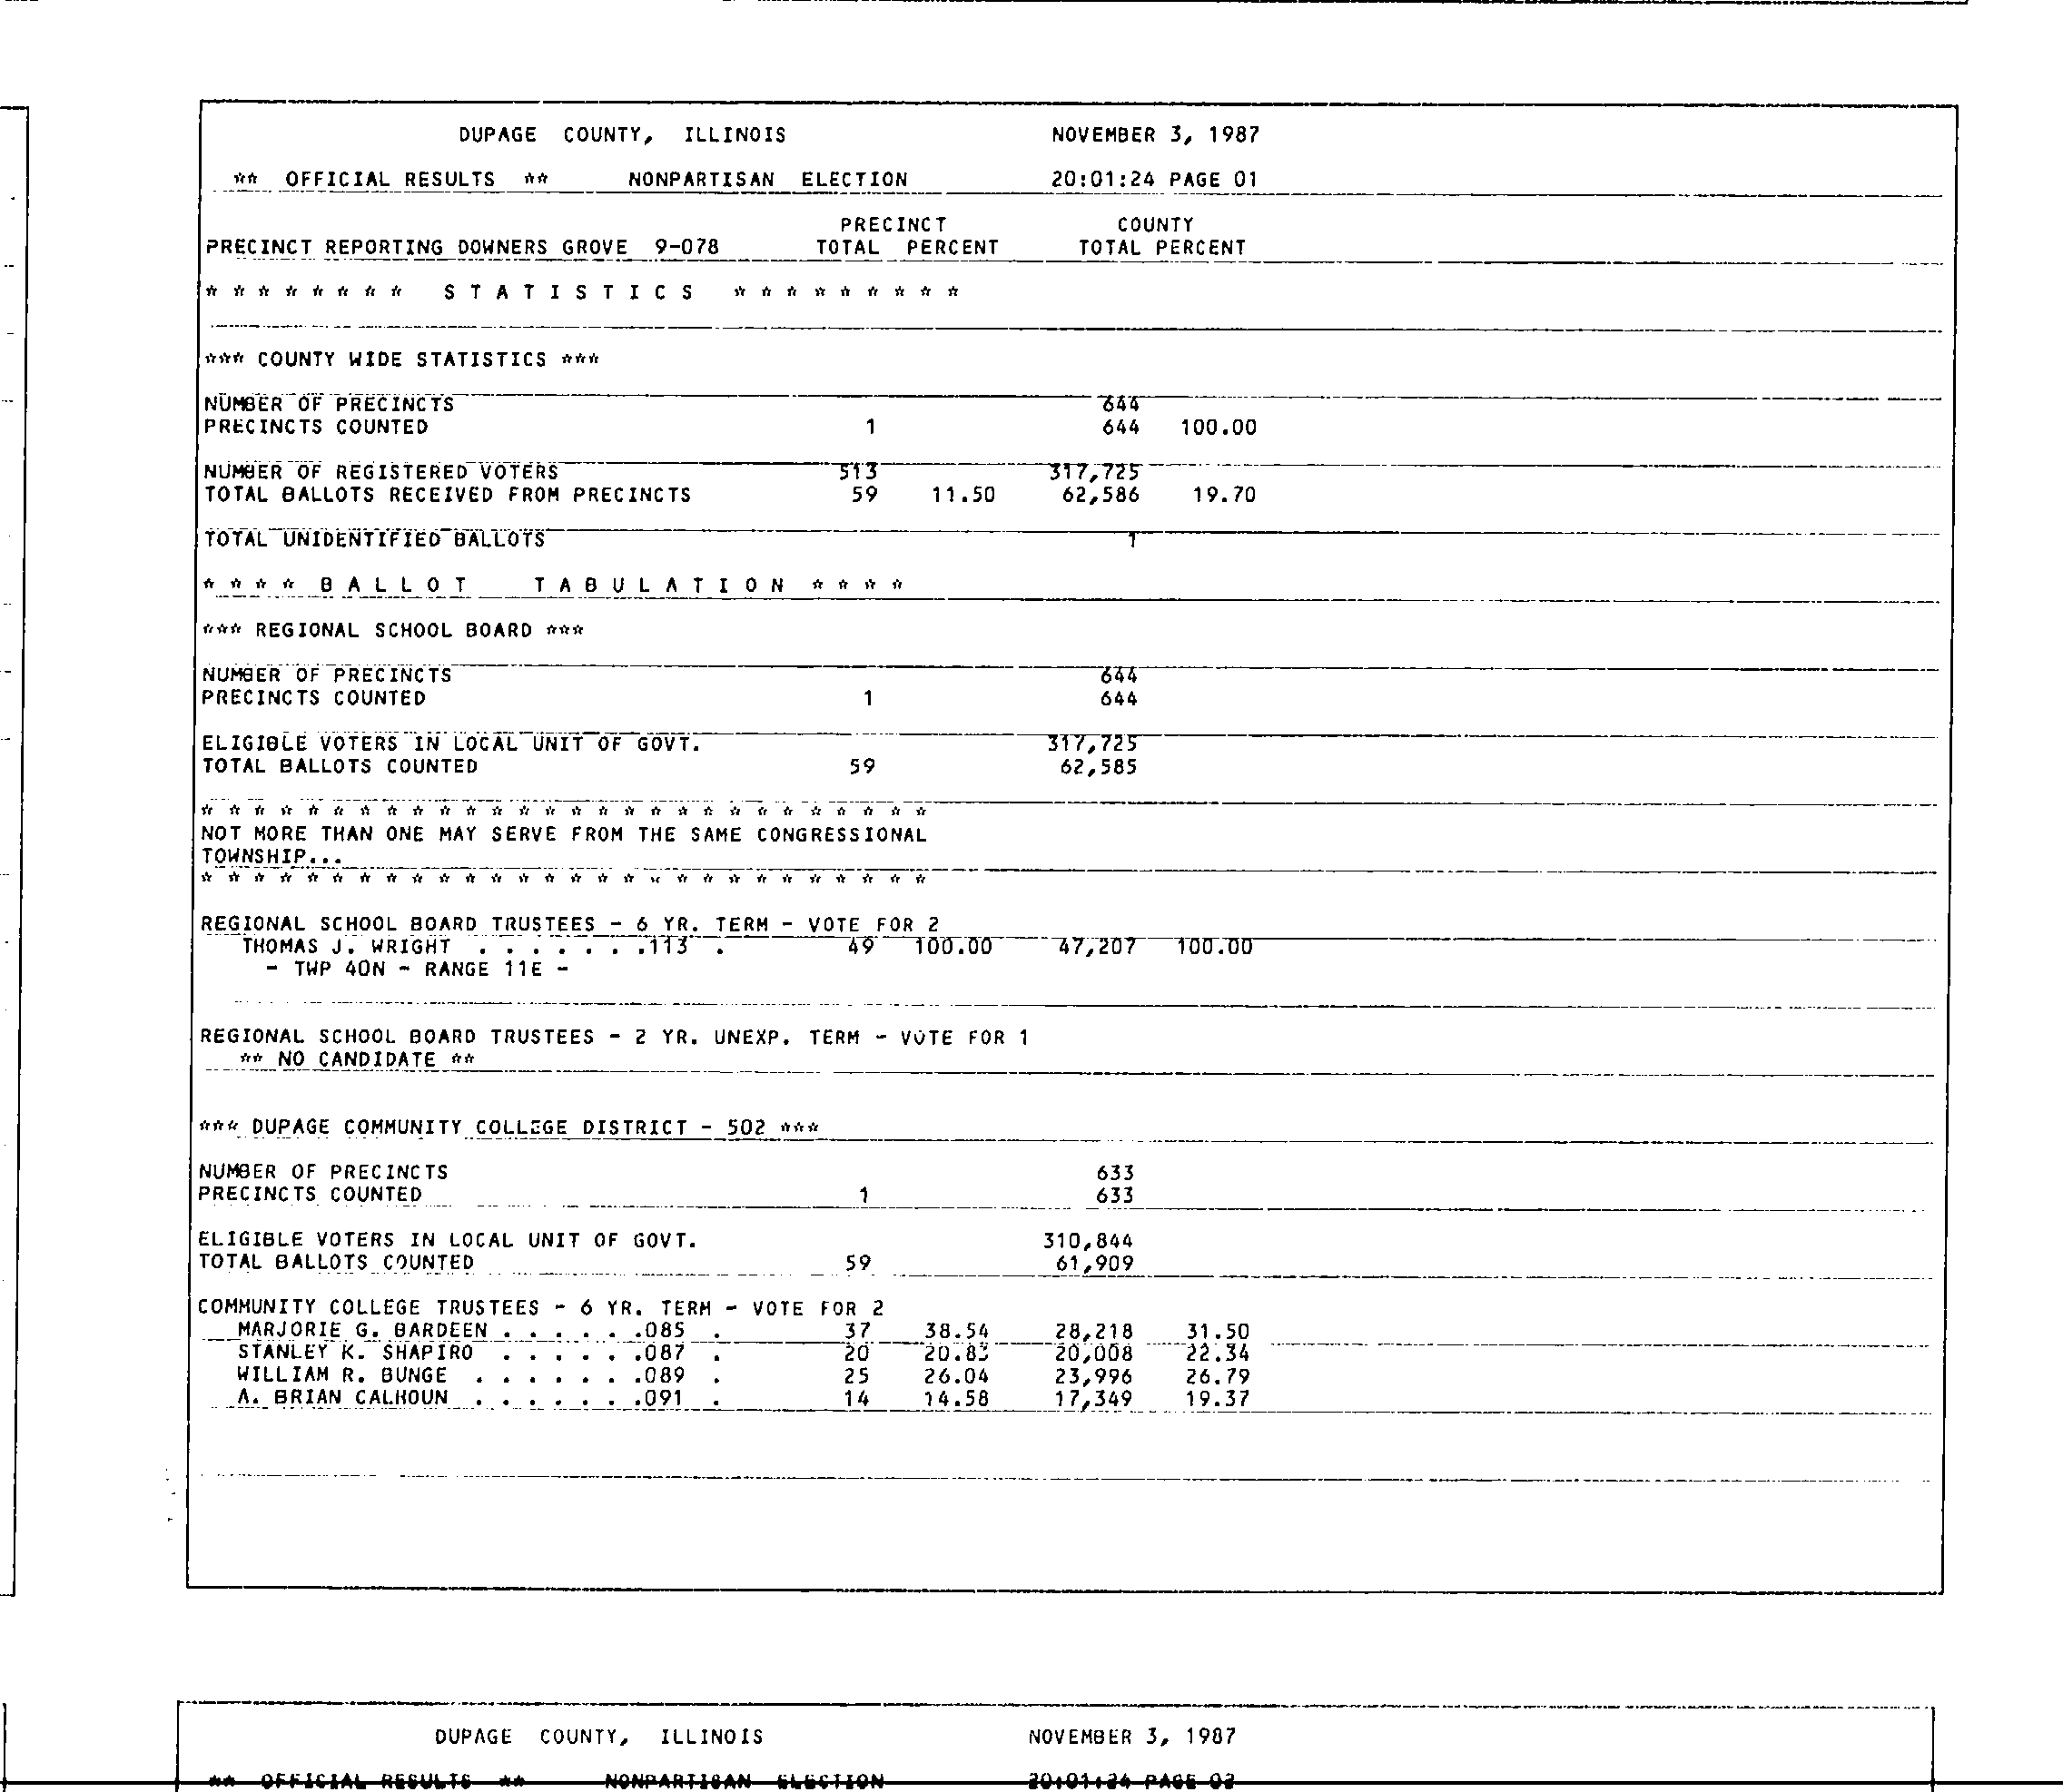 DUPAGE COUNTY, ILLINOIS NOVEMBER 3, 1987
** OFFICIAL RESULTS ** NONPARTISAN ELECTION 20:01:24 PAGE 01
PRECINCT COUNTY
PRECINCT REPORTING DOWNERS GROVE 9-078 TOTAL PERCENT TOTAL PERCENT
* * * * * * * * S T A T I S T I C S * * * * * * * * *
*** COUNTY WIDE STATISTICS ***
NUMBER OF PRECINCTS 644
PRECINCTS COUNTED 1 644 100.00
NUMBER OF REGISTERED VOTERS 513 317,725
TOTAL BALLOTS RECEIVED FROM PRECINCTS 59 11.50 62,586 19.70
TOTAL UNIDENTIFIED BALLOTS 1
* * * * B A L L O T T A B U L A T I O N * * * *
*** REGIONAL SCHOOL BOARD ***
NUMBER OF PRECINCTS 644
PRECINCTS COUNTED 1 644
ELIGIBLE VOTERS IN LOCAL UNIT OF GOVT. 317,725
TOTAL BALLOTS COUNTED 59 62,585
* * * * * * * * * * * * * * * * * * * * * * * * * * * *
NOT MORE THAN ONE MAY SERVE FROM THE SAME CONGRESSIONAL
TOWNSHIP...
* * * * * * * * * * * * * * * * * * * * * * * * * * * *
REGIONAL SCHOOL BOARD TRUSTEES - 6 YR. TERM - VOTE FOR 2
THOMAS J. WRIGHT . . . . . . .113 . 49 100.00 47,207 100.00
- TWP 40N - RANGE 11E -
REGIONAL SCHOOL BOARD TRUSTEES - 2 YR. UNEXP. TERM - VOTE FOR 1
** NO CANDIDATE **
*** DUPAGE COMMUNITY COLLEGE DISTRICT - 502 ***
NUMBER OF PRECINCTS 633
PRECINCTS COUNTED 1 633
ELIGIBLE VOTERS IN LOCAL UNIT OF GOVT. 310,844
TOTAL BALLOTS COUNTED 59 61,909
COMMUNITY COLLEGE TRUSTEES - 6 YR. TERM - VOTE FOR 2
MARJORIE G. BARDEEN . . . . . .085 . 37 38.54 28,218 31.50
STANLEY K. SHAPIRO . . . . . .087 . 20 20.83 20,008 22.34
WILLIAM R. BUNGE . . . . . . .089 . 25 26.04 23,996 26.79
A. BRIAN CALHOUN . . . . . . .091 . 14 14.58 17,349 19.37
DUPAGE COUNTY, ILLINOIS NOVEMBER 3, 1987
** OFFICIAL RESULTS ** NONPARTISAN ELECTION 20:01:24 PAGE 02